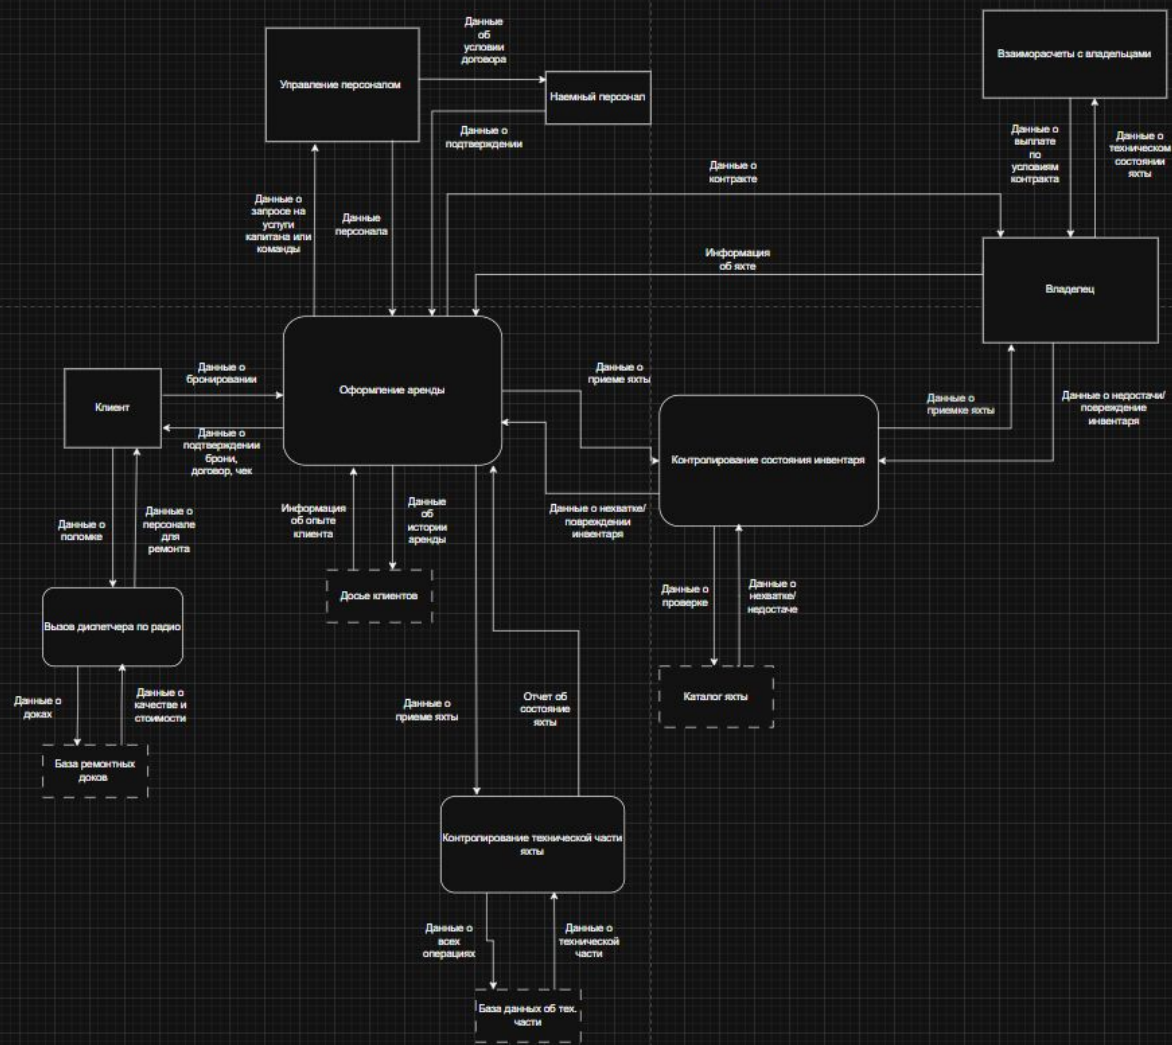 Данные
об
условии
договора
Управление персоналом
Наемный персонал
Взаиморасчеты с владельцами
Данные о
подтверждении
Данные о
выплате
по
условиям
контракта
Данные о
техническом
состоянии
яхты
Данные о
контракте
Данные о
запросе на
услуги
капитана или
команды
Данные
персонала
Информация
об яхте
Владелец
Данные о
бронировании
Оформление аренды
Данные о
приеме яхты
Клиент
Данные о
приемке яхты
Данные о недостачи/
повреждение
инвентаря
Данные о
подтверждении
брони,
договор, чек
Контролирование состояния инвентаря
Данные о
поломке
Данные о
персонале
для
ремонта
Информация
об опыте
клиента
Данные
об
истории
аренды
Данные о нехватке/
повреждении
инвентаря
Досье клиентов
Данные о
проверке
Данные о
нехватке/
недостаче
Вызов диспетчера по радио
Данные о
доках
Данные о
качестве и
стоимости
Данные о
приеме яхты
Отчет об
состояние
яхты
Каталог яхты
База ремонтных
доков
Контролирование технической части
яхты
Данные о
всех
операциях
Данные о
технической
части
База данных об тех.
части